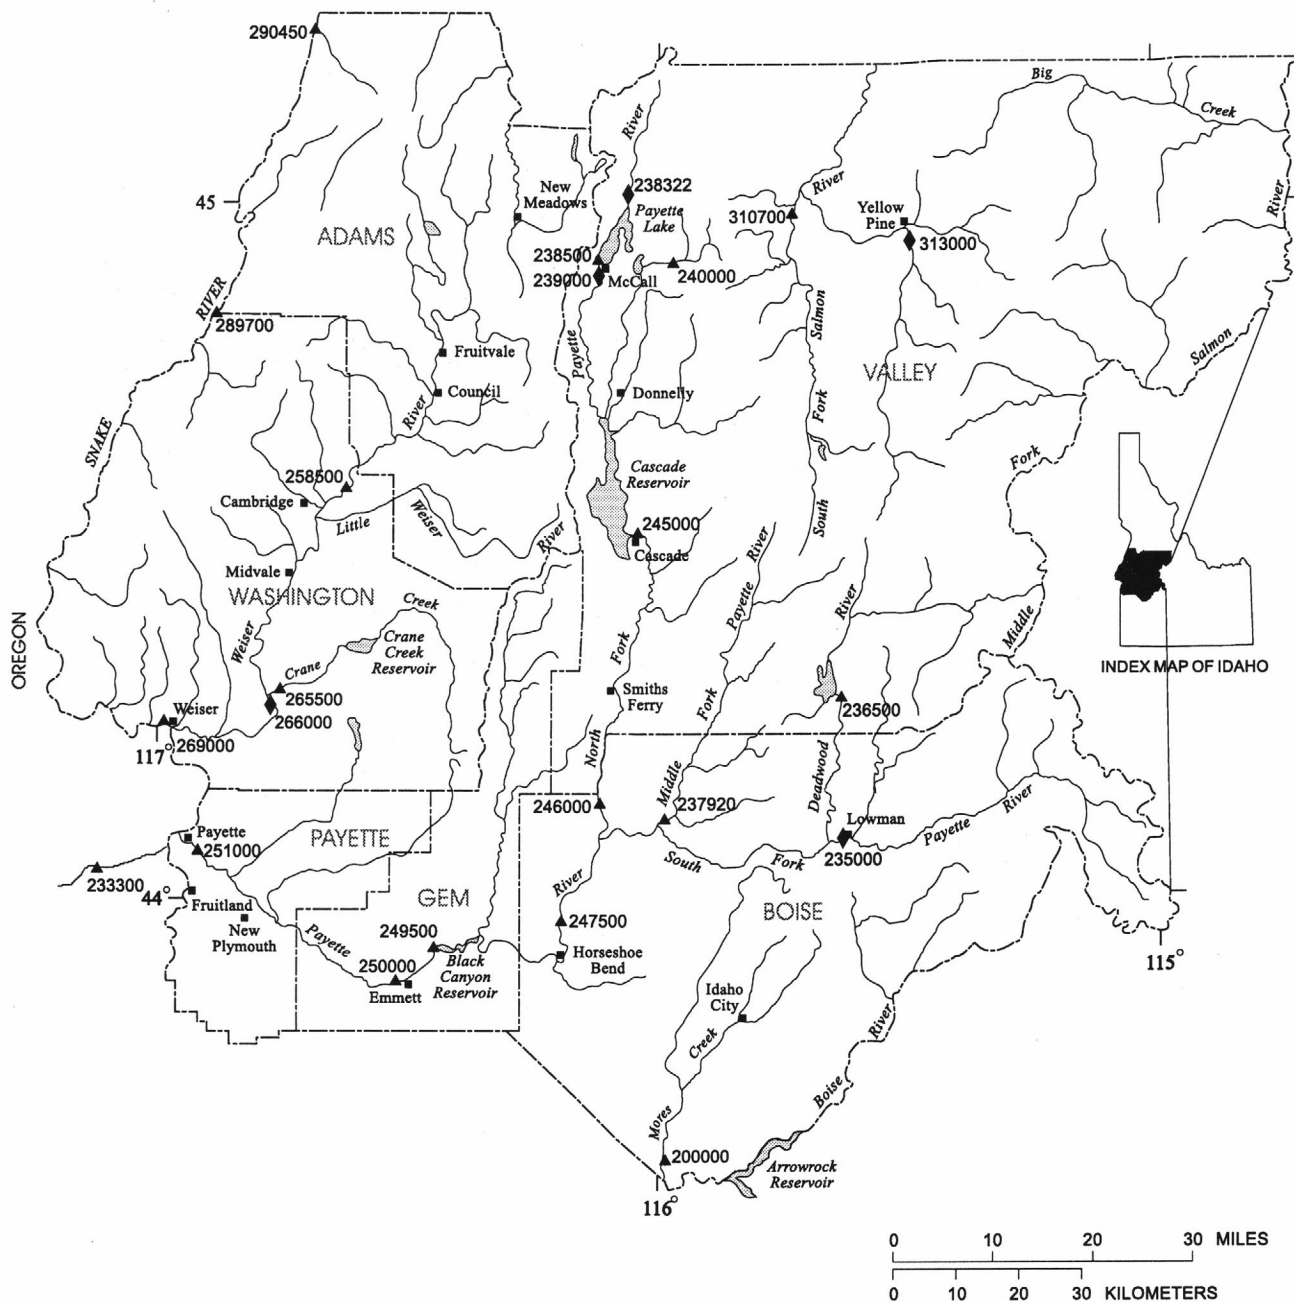 290450
Big
Creek
River
River
238322
New
Meadows
45
Payette
Lake
310700
River
Yellow
Pine
313000
ADAMS
238500
239000
McCall
240000
RIVER
289700
Salmon
Salmon
Payette
Fruitvale
VALLEY
Council
River
Donnelly
Fork
SNAKE
Fork
258500
Cascade
Reservoir
Cambridge
Little
Weiser
River
South
245000
Cascade
River
Midvale
WASHINGTON
Creek
Payette
River
Middle
OREGON
Weiser
Crane
Crane
Creek
Reservoir
Fork
INDEX MAP OF IDAHO
265500
266000
Smiths
Ferry
Fork
236500
Weiser
269000
117°
North
Fork
Deadwood
Middle
246000
237920
River
Lowman
Payette
235000
Payette
251000
PAYETTE
South
Fork
233300
44°
Fruitland
New
Plymouth
GEM
River
BOISE
Payette
249500
247500
250000
Emmett
Black
Canyon
Reservoir
Horseshoe
Bend
115°
Idaho
City
Creek
River
Boise
Mores
200000
Arrowrock
Reservoir
116°
0 10 20 30 MILES
0 10 20 30 KILOMETERS